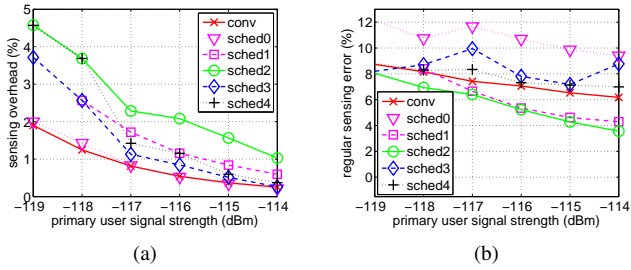 5
4
3
2
1
0
sensing overhead (%)
conv
sched0
sched1
sched2
sched3
sched4
−119 −118 −117 −116 −115 −114
primary user signal strength (dBm)
(a)
12
10
8
6
4
2
0
regular sensing error (%)
conv
sched0
sched1
sched2
sched3
sched4
−119 −118 −117 −116 −115 −114
primary user signal strength (dBm)
(b)